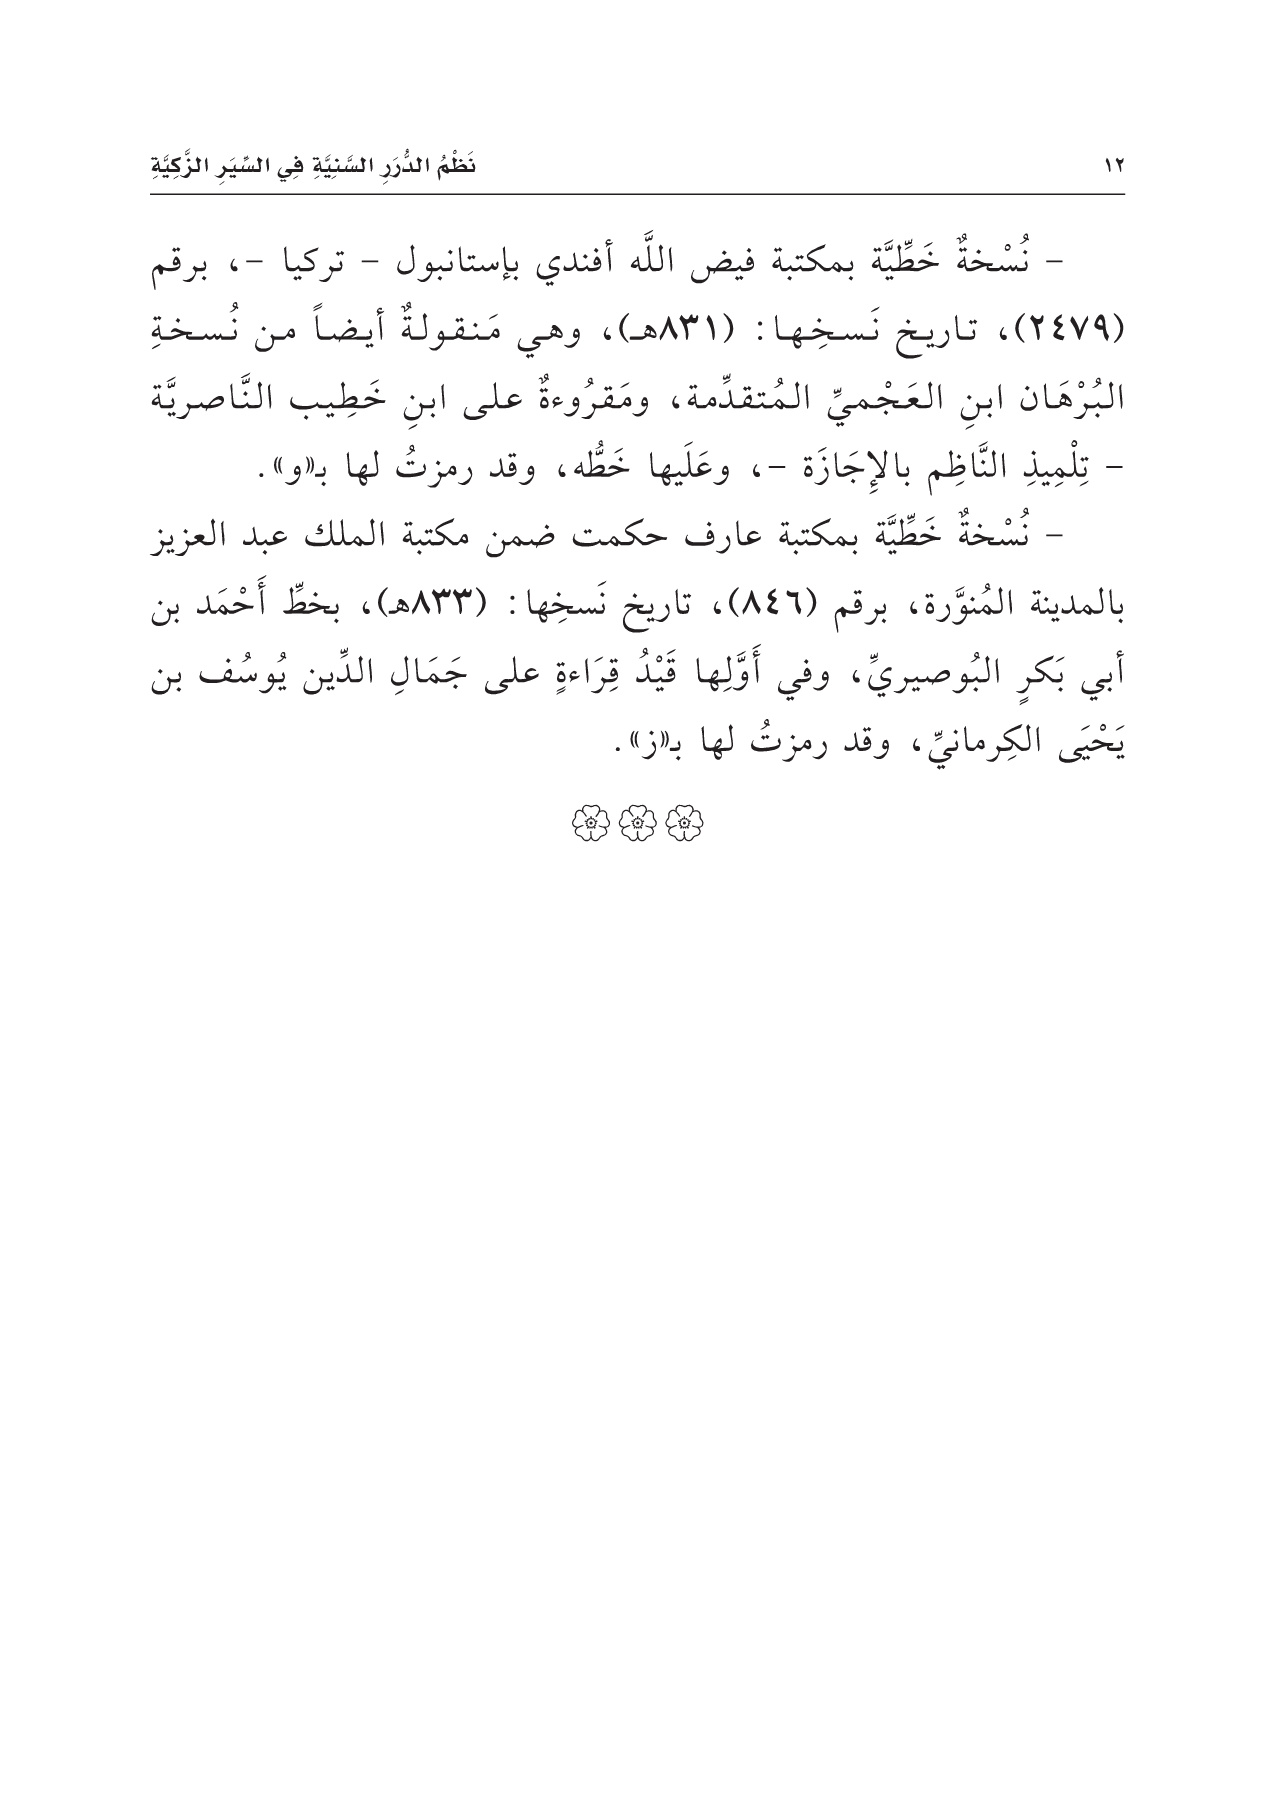 ١٢ نَظْمُ الدُّرَرِ السَّنِيَّةِ فِي السِّيَرِ الزَّكِيَّةِ
– نُسْخةٌ خَطِّيَّة بمكتبة فيض اللَّه أفندي بإستانبول – تركيا –، برقم
(٢٤٧٩)، تاريخ نَسخِها: (٨٣١هـ)، وهي مَنقولةٌ أيضاً من نُسخةِ
البُرْهَان ابنِ العَجْميِّ المُتقدِّمة، ومَقرُوءةٌ على ابنِ خَطِيب النَّاصريَّة
– تِلْمِيذِ النَّاظِم بالإِجَازَة –، وعَلَيها خَطُّه، وقد رمزتُ لها بـ«و».
– نُسْخةٌ خَطِّيَّة بمكتبة عارف حكمت ضمن مكتبة الملك عبد العزيز
بالمدينة المُنوَّرة، برقم (٨٤٦)، تاريخ نَسخِها: (٨٣٣هـ)، بخطِّ أَحْمَد بن
أبي بَكرٍ البُوصيريِّ، وفي أَوَّلِها قَيْدُ قِرَاءةٍ على جَمَالِ الدِّين يُوسُف بن
يَحْيَى الكِرمانيِّ، وقد رمزتُ لها بـ«ز».